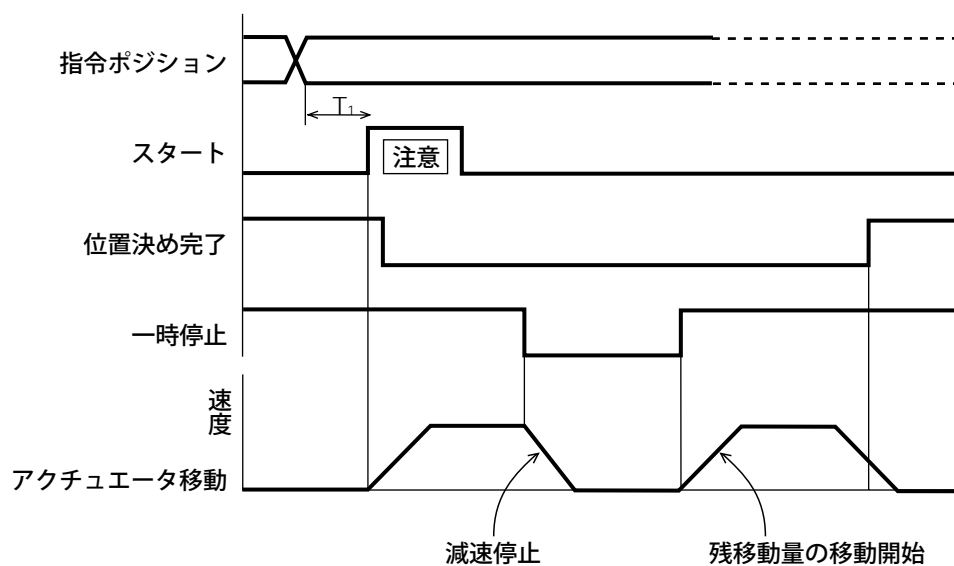 指令ポジション
T1
スタート
注意
位置決め完了
一時停止
速度
アクチュエータ移動
減速停止
残移動量の移動開始